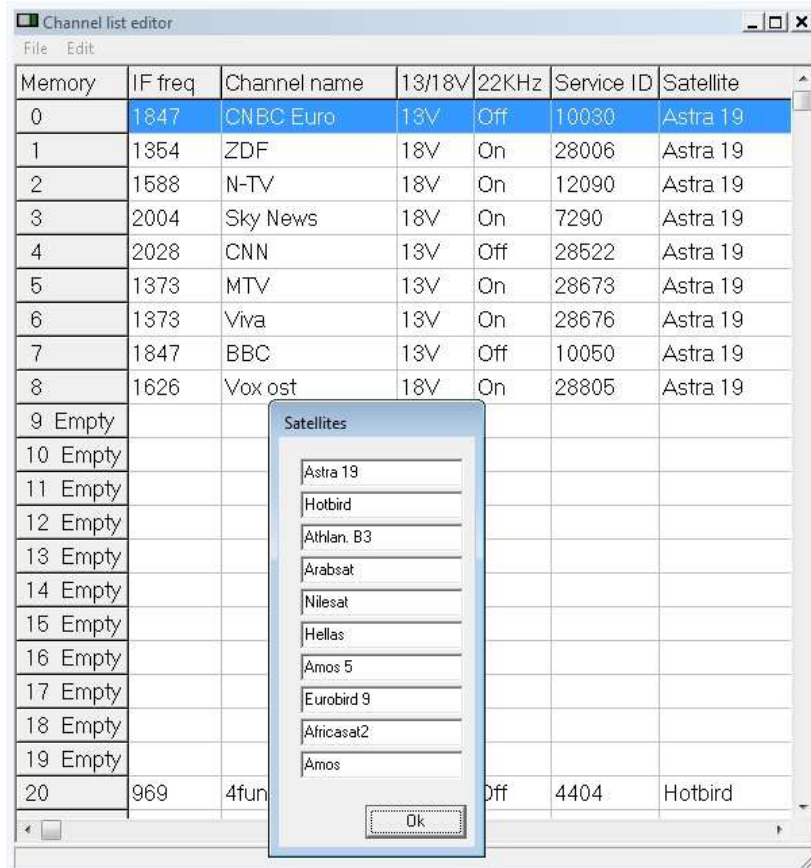 Channel list editor
File Edit
Memory IF freq Channel name 13/18V 22KHz Service ID Satellite
0 1847 CNBC Euro 13V Off 10030 Astra 19
1 1354 ZDF 18V On 28006 Astra 19
2 1588 N-TV 18V On 12090 Astra 19
3 2004 Sky News 18V On 7290 Astra 19
4 2028 CNN 13V Off 28522 Astra 19
5 1373 MTV 13V On 28673 Astra 19
6 1373 Viva 13V On 28676 Astra 19
7 1847 BBC 13V Off 10050 Astra 19
8 1626 Vox ost 18V On 28805 Astra 19
9 Empty
10 Empty
11 Empty
12 Empty
13 Empty
14 Empty
15 Empty
16 Empty
17 Empty
18 Empty
19 Empty
20 969 4fun Off 4404 Hotbird
Satellites
Astra 19
Hotbird
Athlan. B3
Arabsat
Nilesat
Hellas
Amos 5
Eurobird 9
Africasat2
Amos
Ok